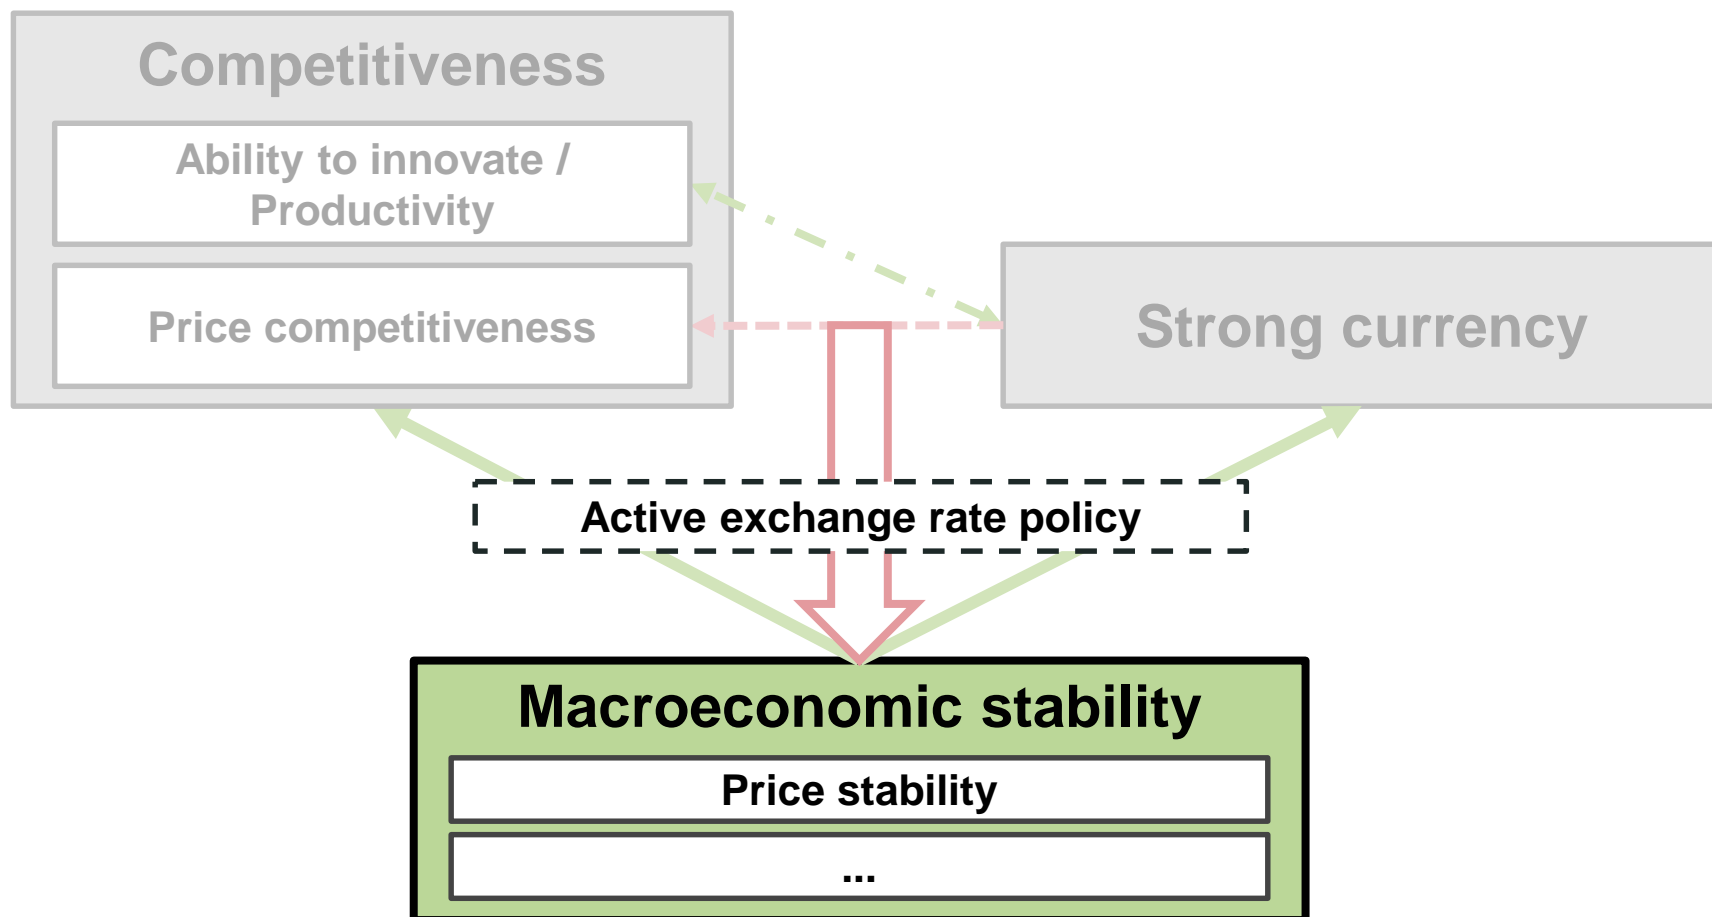 Competitiveness
Ability to innovate /
Productivity
Price competitiveness
Strong currency
Active exchange rate policy
Macroeconomic stability
Price stability
...